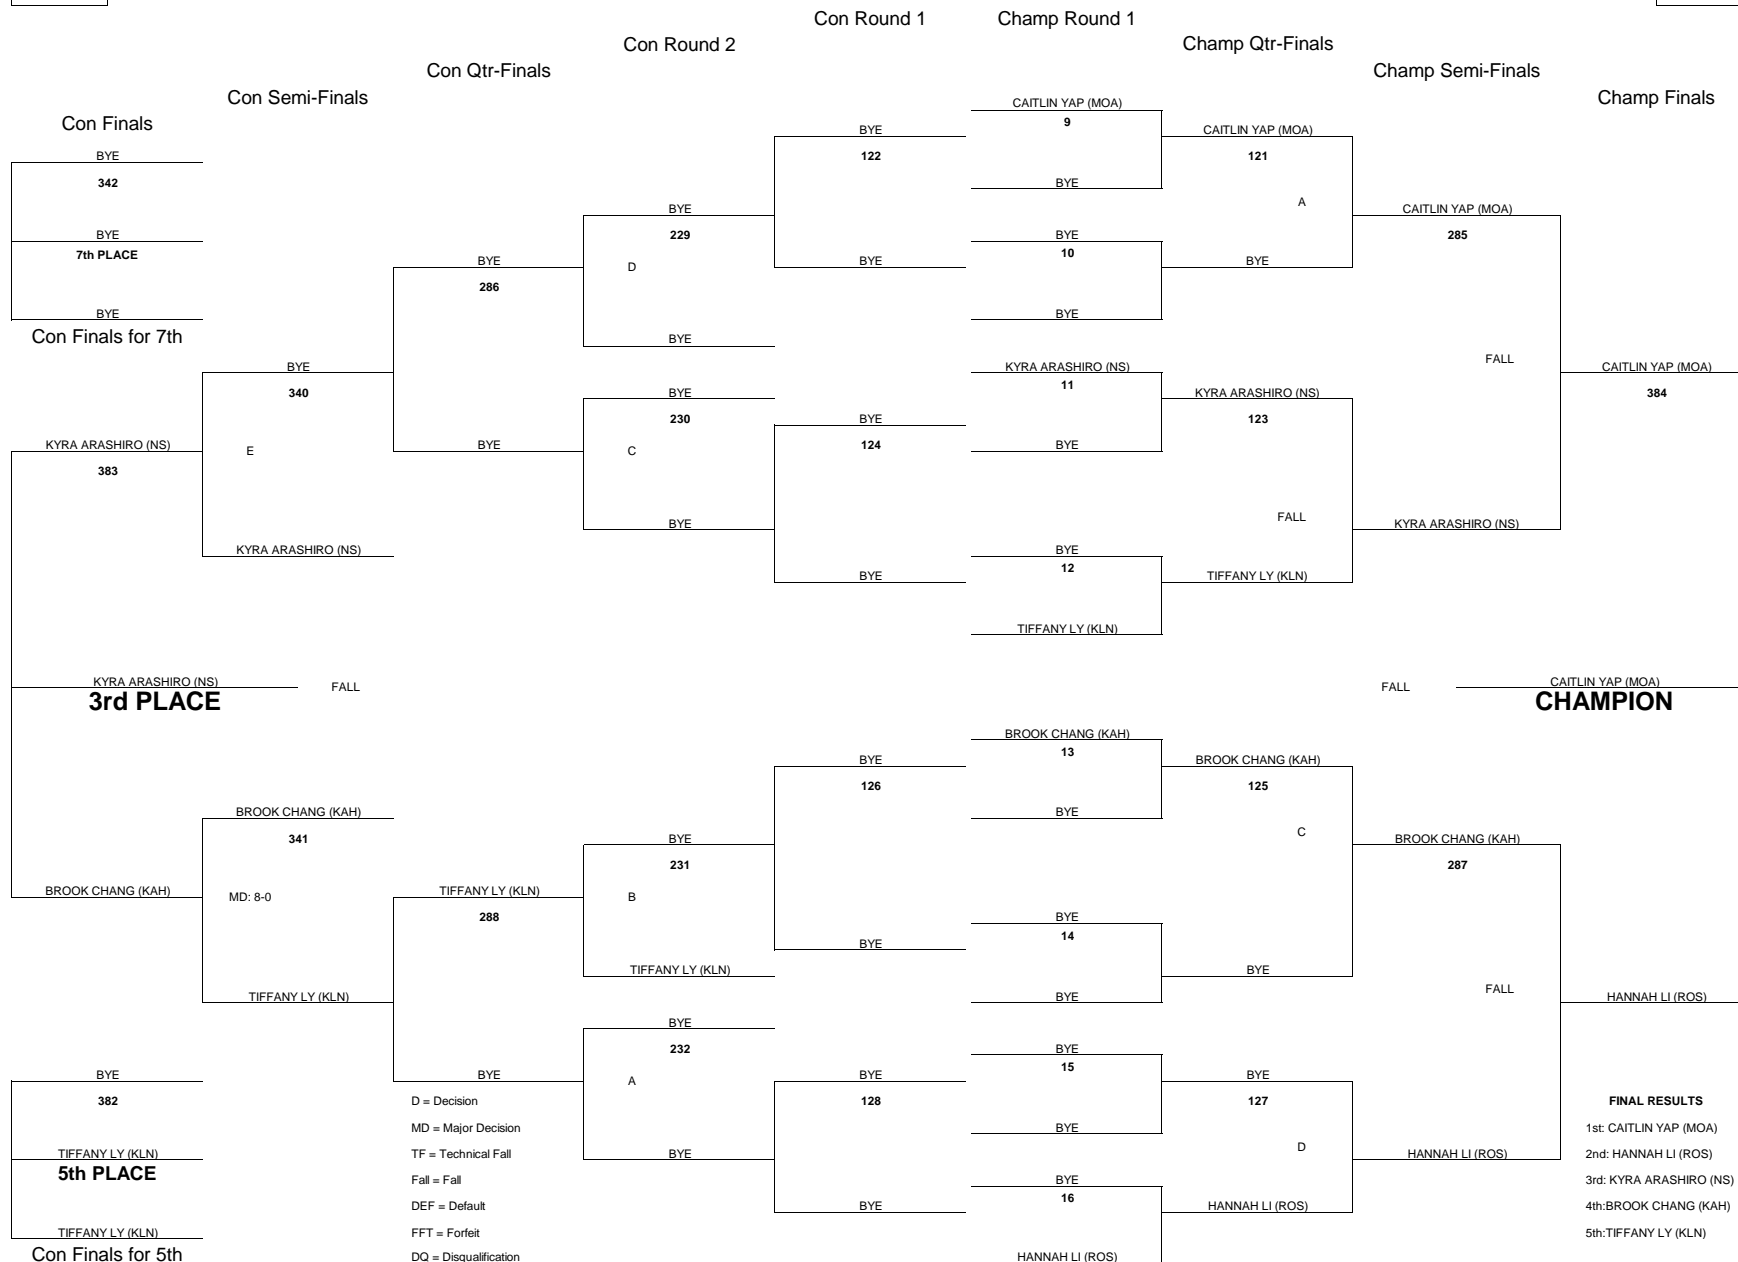 Con Round 1
Champ Round 1
Con Round 2
Champ Qtr-Finals
Con Qtr-Finals
Champ Semi-Finals
Con Semi-Finals
Champ Finals
Con Finals
CAITLIN YAP (MOA)
9
BYE
CAITLIN YAP (MOA)
BYE
122
121
BYE
342
BYE
A
BYE
CAITLIN YAP (MOA)
BYE
BYE
229
285
7th PLACE
10
BYE
D
BYE
BYE
286
BYE
BYE
Con Finals for 7th
BYE
FALL
BYE
KYRA ARASHIRO (NS)
CAITLIN YAP (MOA)
11
340
BYE
KYRA ARASHIRO (NS)
384
230
BYE
123
KYRA ARASHIRO (NS)
E
BYE
C
124
BYE
383
FALL
BYE
KYRA ARASHIRO (NS)
KYRA ARASHIRO (NS)
BYE
12
BYE
TIFFANY LY (KLN)
TIFFANY LY (KLN)
KYRA ARASHIRO (NS)
FALL
FALL
CAITLIN YAP (MOA)
3rd PLACE
CHAMPION
BROOK CHANG (KAH)
13
BYE
BROOK CHANG (KAH)
126
125
BROOK CHANG (KAH)
BYE
341
BYE
C
BROOK CHANG (KAH)
231
287
BROOK CHANG (KAH)
MD: 8-0
TIFFANY LY (KLN)
B
288
BYE
14
BYE
TIFFANY LY (KLN)
BYE
FALL
TIFFANY LY (KLN)
BYE
HANNAH LI (ROS)
BYE
232
BYE
15
BYE
BYE
A
BYE
BYE
382
D = Decision
128
127
FINAL RESULTS
MD = Major Decision
BYE
1st: CAITLIN YAP (MOA)
TIFFANY LY (KLN)
TF = Technical Fall
BYE
D
HANNAH LI (ROS)
2nd: HANNAH LI (ROS)
5th PLACE
Fall = Fall
BYE
3rd: KYRA ARASHIRO (NS)
16
DEF = Default
BYE
HANNAH LI (ROS)
4th:BROOK CHANG (KAH)
TIFFANY LY (KLN)
FFT = Forfeit
5th:TIFFANY LY (KLN)
Con Finals for 5th
DQ = Disqualification
HANNAH LI (ROS)